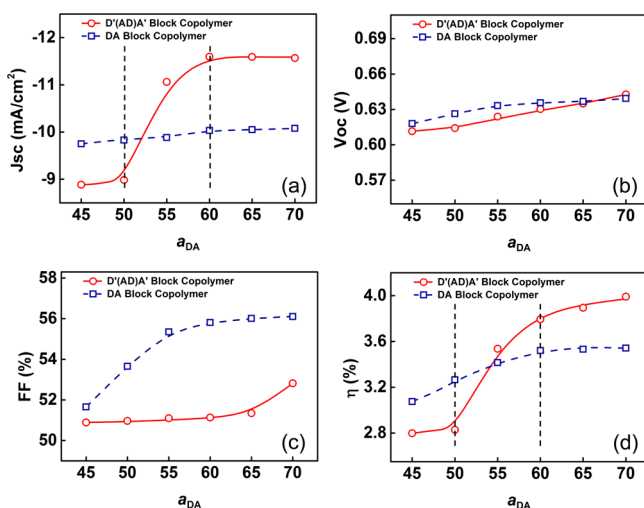 D'(AD)A' Block Copolymer
DA Block Copolymer
-12
-11
-10
-9
Jsc (mA/cm²)
(a)
45 50 55 60 65 70
aDA
D'(AD)A' Block Copolymer
DA Block Copolymer
0.69
0.66
0.63
0.60
0.57
Voc (V)
(b)
45 50 55 60 65 70
aDA
D'(AD)A' Block Copolymer
DA Block Copolymer
58
56
54
52
50
FF (%)
(c)
45 50 55 60 65 70
aDA
D'(AD)A' Block Copolymer
DA Block Copolymer
4.0
3.6
3.2
2.8
η (%)
(d)
45 50 55 60 65 70
aDA